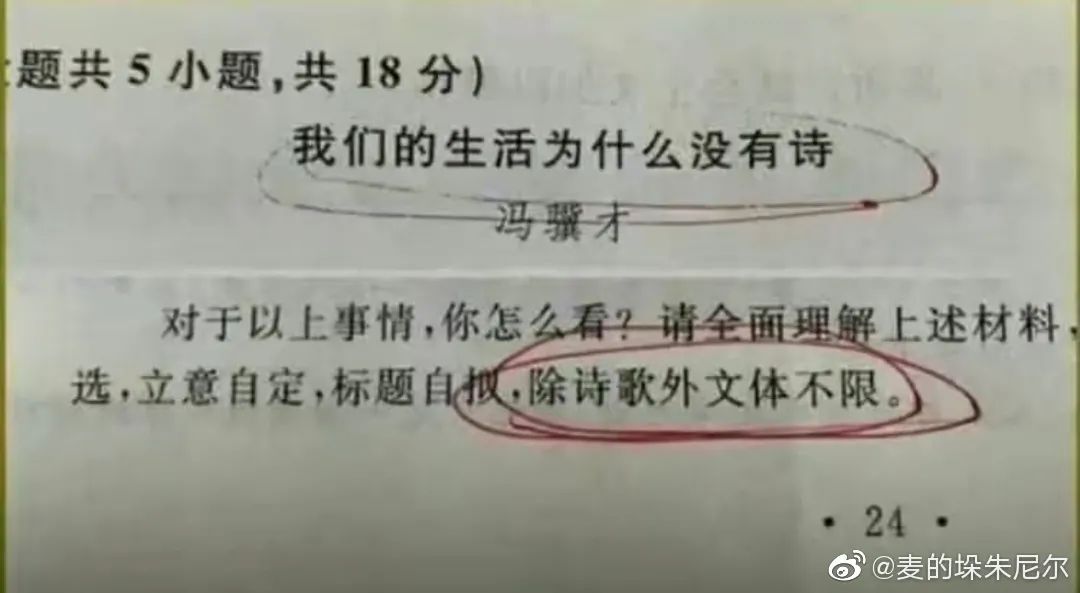 题共 5 小题,共 18 分)
我们的生活为什么没有诗
冯骥才
对于以上事情,你怎么看?请全面理解上述材料,
选,立意自定,标题自拟,除诗歌外文体不限。
· 24 ·
@麦的垛朱尼尔